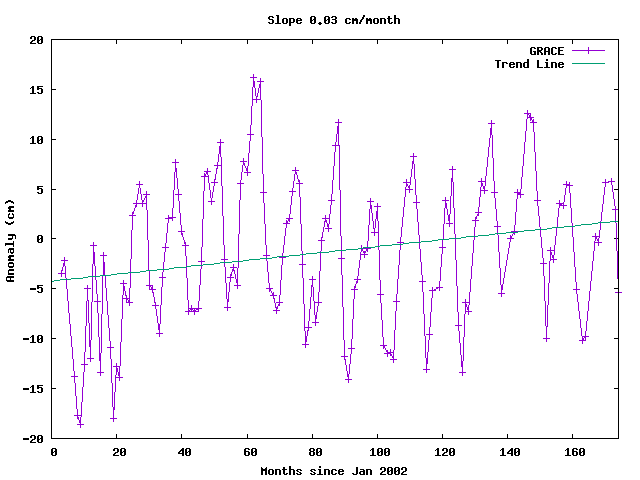 Slope 0.03 cm/month
GRACE
Trend Line
20
15
10
5
0
-5
-10
-15
-20
Anomaly (cm)
0 20 40 60 80 100 120 140 160
Months since Jan 2002